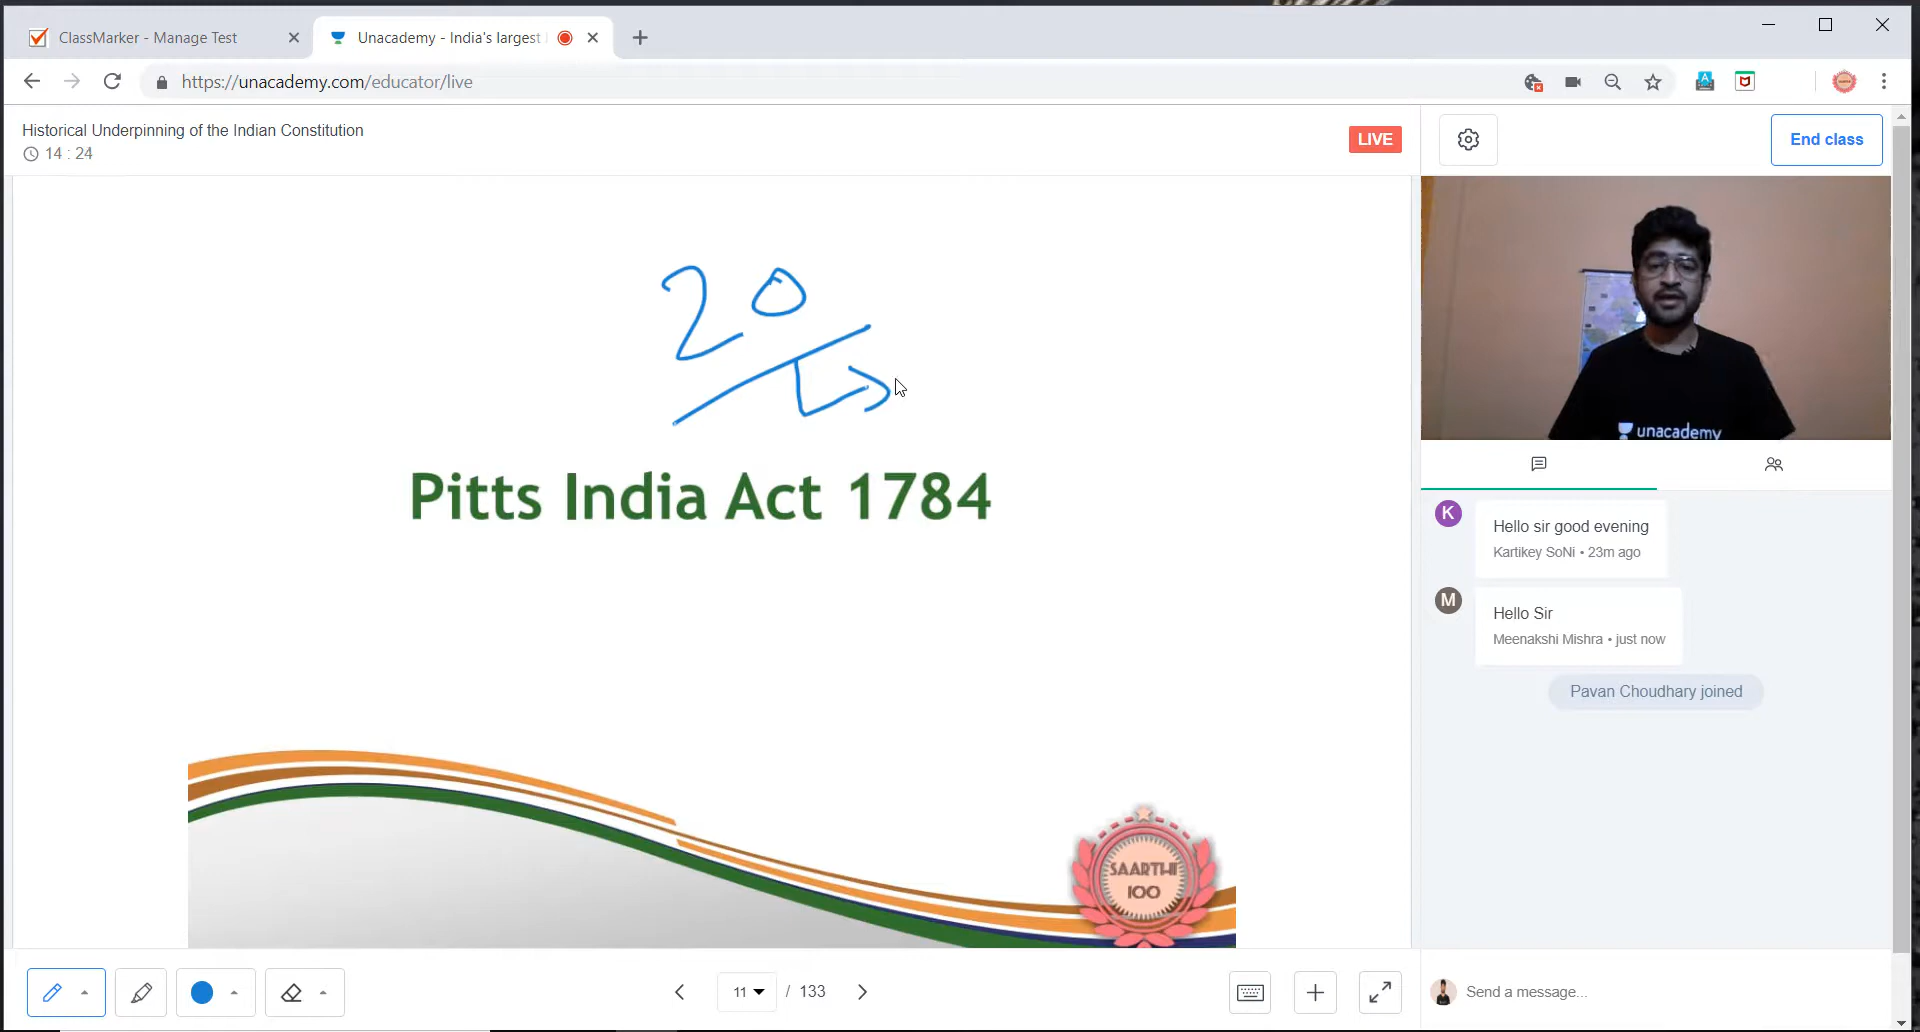 ClassMarker - Manage Test
Unacademy - India's largest
https://unacademy.com/educator/live
Historical Underpinning of the Indian Constitution
14 : 24
LIVE
End class
20
Pitts India Act 1784
unacademy
K
Hello sir good evening
Kartikey SoNi • 23m ago
M
Hello Sir
Meenakshi Mishra • just now
Pavan Choudhary joined
SAARTHI
100
11 / 133
Send a message...